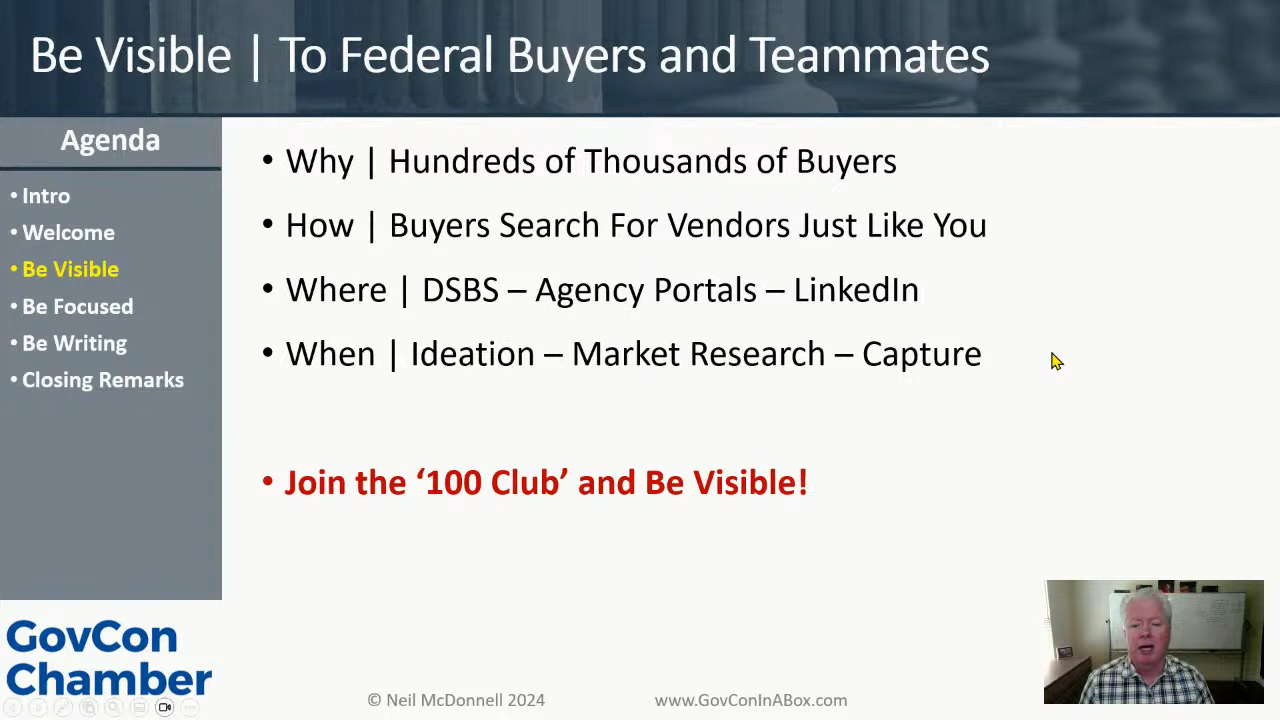 Be Visible | To Federal Buyers and Teammates
Agenda
• Intro
• Welcome
• Be Visible
• Be Focused
• Be Writing
• Closing Remarks
• Why | Hundreds of Thousands of Buyers
• How | Buyers Search For Vendors Just Like You
• Where | DSBS – Agency Portals – LinkedIn
• When | Ideation – Market Research – Capture
• Join the ‘100 Club’ and Be Visible!
GovCon
Chamber
© Neil McDonnell 2024
www.GovConInABox.com